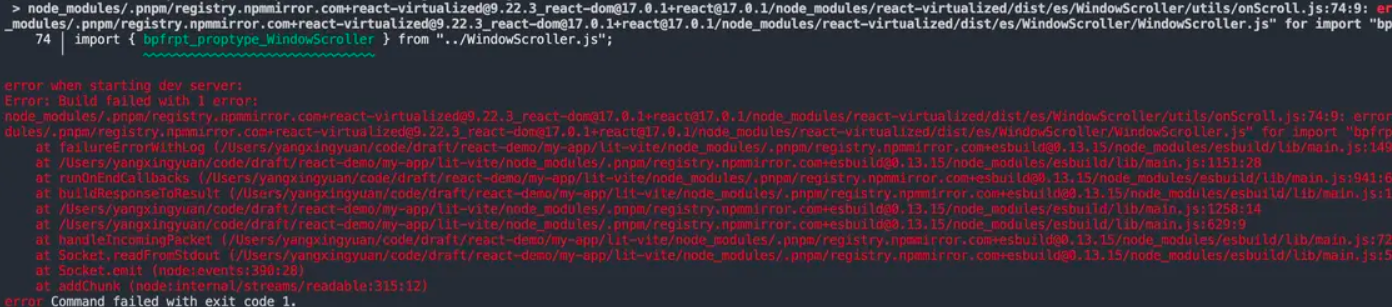 > node_modules/.pnpm/registry.npmmirror.com+react-virtualized@9.22.3_react-dom@17.0.1+react@17.0.1/node_modules/react-virtualized/dist/es/WindowScroller/utils/onScroll.js:74:9: er
_modules/.pnpm/registry.npmmirror.com+react-virtualized@9.22.3_react-dom@17.0.1+react@17.0.1/node_modules/react-virtualized/dist/es/WindowScroller/WindowScroller.js" for import "bp
74 │ import { bpfrpt_proptype_WindowScroller } from "../WindowScroller.js";
error when starting dev server:
Error: Build failed with 1 error:
node_modules/.pnpm/registry.npmmirror.com+react-virtualized@9.22.3_react-dom@17.0.1+react@17.0.1/node_modules/react-virtualized/dist/es/WindowScroller/utils/onScroll.js:74:9: error
dules/.pnpm/registry.npmmirror.com+react-virtualized@9.22.3_react-dom@17.0.1+react@17.0.1/node_modules/react-virtualized/dist/es/WindowScroller/WindowScroller.js" for import "bpfrp
at failureErrorWithLog (/Users/yangxingyuan/code/draft/react-demo/my-app/lit-vite/node_modules/.pnpm/registry.npmmirror.com+esbuild@0.13.15/node_modules/esbuild/lib/main.js:149
at /Users/yangxingyuan/code/draft/react-demo/my-app/lit-vite/node_modules/.pnpm/registry.npmmirror.com+esbuild@0.13.15/node_modules/esbuild/lib/main.js:1151:28
at runOnEndCallbacks (/Users/yangxingyuan/code/draft/react-demo/my-app/lit-vite/node_modules/.pnpm/registry.npmmirror.com+esbuild@0.13.15/node_modules/esbuild/lib/main.js:941:6
at buildResponseToResult (/Users/yangxingyuan/code/draft/react-demo/my-app/lit-vite/node_modules/.pnpm/registry.npmmirror.com+esbuild@0.13.15/node_modules/esbuild/lib/main.js:1
at /Users/yangxingyuan/code/draft/react-demo/my-app/lit-vite/node_modules/.pnpm/registry.npmmirror.com+esbuild@0.13.15/node_modules/esbuild/lib/main.js:1258:14
at /Users/yangxingyuan/code/draft/react-demo/my-app/lit-vite/node_modules/.pnpm/registry.npmmirror.com+esbuild@0.13.15/node_modules/esbuild/lib/main.js:629:9
at handleIncomingPacket (/Users/yangxingyuan/code/draft/react-demo/my-app/lit-vite/node_modules/.pnpm/registry.npmmirror.com+esbuild@0.13.15/node_modules/esbuild/lib/main.js:72
at Socket.readFromStdout (/Users/yangxingyuan/code/draft/react-demo/my-app/lit-vite/node_modules/.pnpm/registry.npmmirror.com+esbuild@0.13.15/node_modules/esbuild/lib/main.js:5
at Socket.emit (node:events:390:28)
at addChunk (node:internal/streams/readable:315:12)
error Command failed with exit code 1.